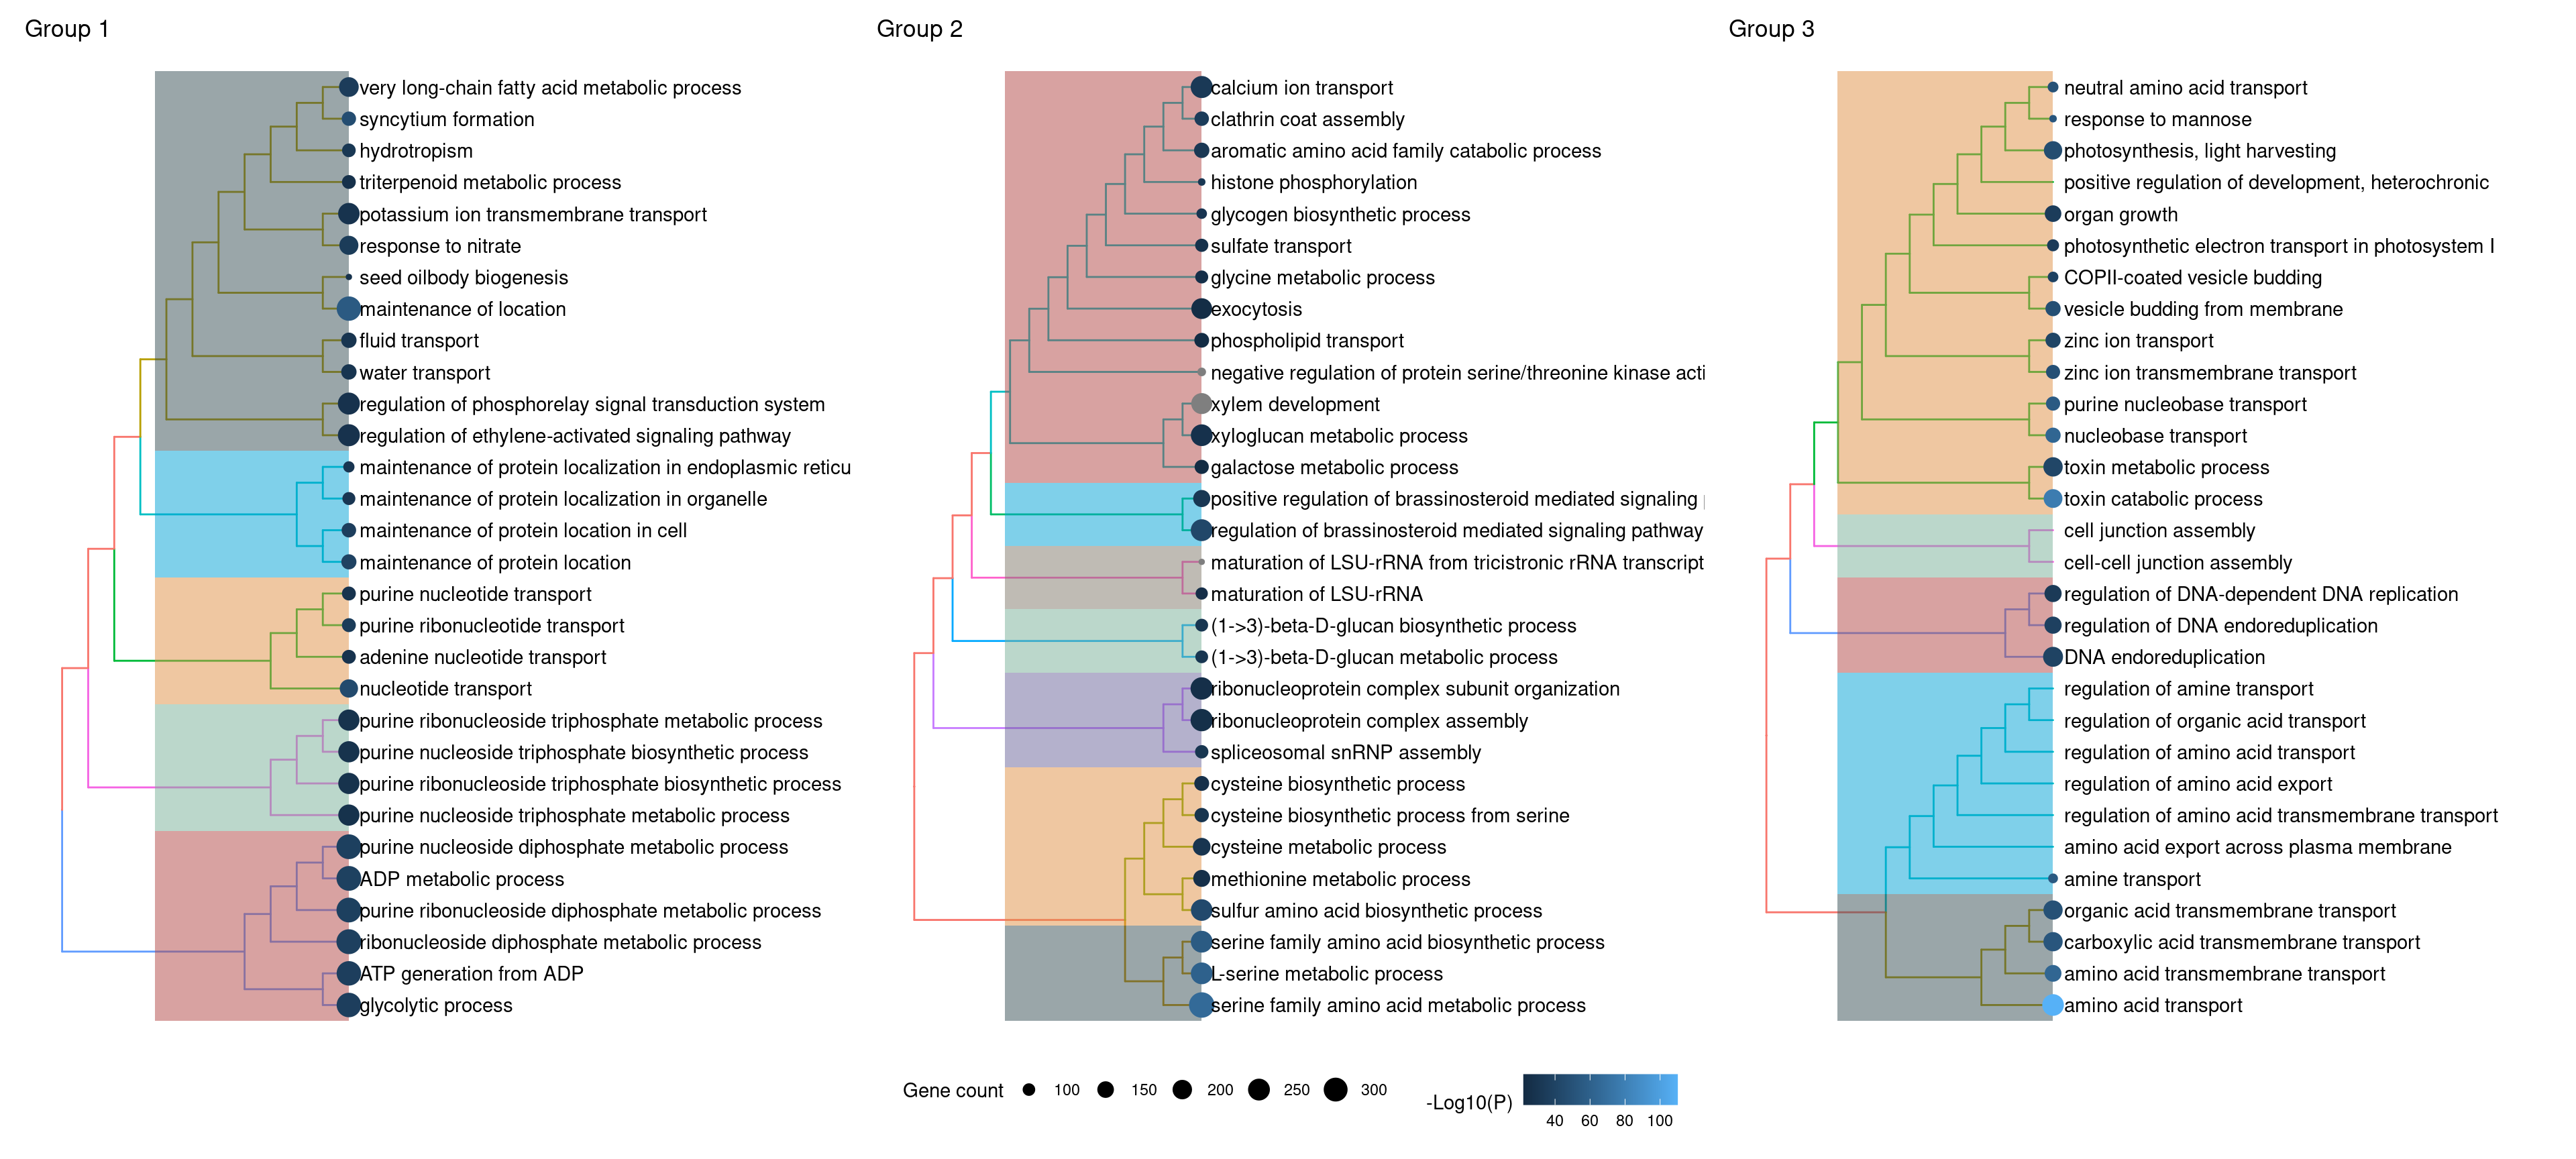 Group 1
very long-chain fatty acid metabolic process
syncytium formation
hydrotropism
triterpenoid metabolic process
potassium ion transmembrane transport
response to nitrate
seed oilbody biogenesis
maintenance of location
fluid transport
water transport
regulation of phosphorelay signal transduction system
regulation of ethylene-activated signaling pathway
maintenance of protein localization in endoplasmic reticu
maintenance of protein localization in organelle
maintenance of protein location in cell
maintenance of protein location
purine nucleotide transport
purine ribonucleotide transport
adenine nucleotide transport
nucleotide transport
purine ribonucleoside triphosphate metabolic process
purine nucleoside triphosphate biosynthetic process
purine ribonucleoside triphosphate biosynthetic process
purine nucleoside triphosphate metabolic process
purine nucleoside diphosphate metabolic process
ADP metabolic process
purine ribonucleoside diphosphate metabolic process
ribonucleoside diphosphate metabolic process
ATP generation from ADP
glycolytic process
Group 2
calcium ion transport
clathrin coat assembly
aromatic amino acid family catabolic process
histone phosphorylation
glycogen biosynthetic process
sulfate transport
glycine metabolic process
exocytosis
phospholipid transport
negative regulation of protein serine/threonine kinase acti
xylem development
xyloglucan metabolic process
galactose metabolic process
positive regulation of brassinosteroid mediated signaling
regulation of brassinosteroid mediated signaling pathway
maturation of LSU-rRNA from tricistronic rRNA transcript
maturation of LSU-rRNA
(1->3)-beta-D-glucan biosynthetic process
(1->3)-beta-D-glucan metabolic process
ribonucleoprotein complex subunit organization
ribonucleoprotein complex assembly
spliceosomal snRNP assembly
cysteine biosynthetic process
cysteine biosynthetic process from serine
cysteine metabolic process
methionine metabolic process
sulfur amino acid biosynthetic process
serine family amino acid biosynthetic process
L-serine metabolic process
serine family amino acid metabolic process
Group 3
neutral amino acid transport
response to mannose
photosynthesis, light harvesting
positive regulation of development, heterochronic
organ growth
photosynthetic electron transport in photosystem I
COPII-coated vesicle budding
vesicle budding from membrane
zinc ion transport
zinc ion transmembrane transport
purine nucleobase transport
nucleobase transport
toxin metabolic process
toxin catabolic process
cell junction assembly
cell-cell junction assembly
regulation of DNA-dependent DNA replication
regulation of DNA endoreduplication
DNA endoreduplication
regulation of amine transport
regulation of organic acid transport
regulation of amino acid transport
regulation of amino acid export
regulation of amino acid transmembrane transport
amino acid export across plasma membrane
amine transport
organic acid transmembrane transport
carboxylic acid transmembrane transport
amino acid transmembrane transport
amino acid transport
Gene count 100 150 200 250 300
-Log10(P)
40 60 80 100